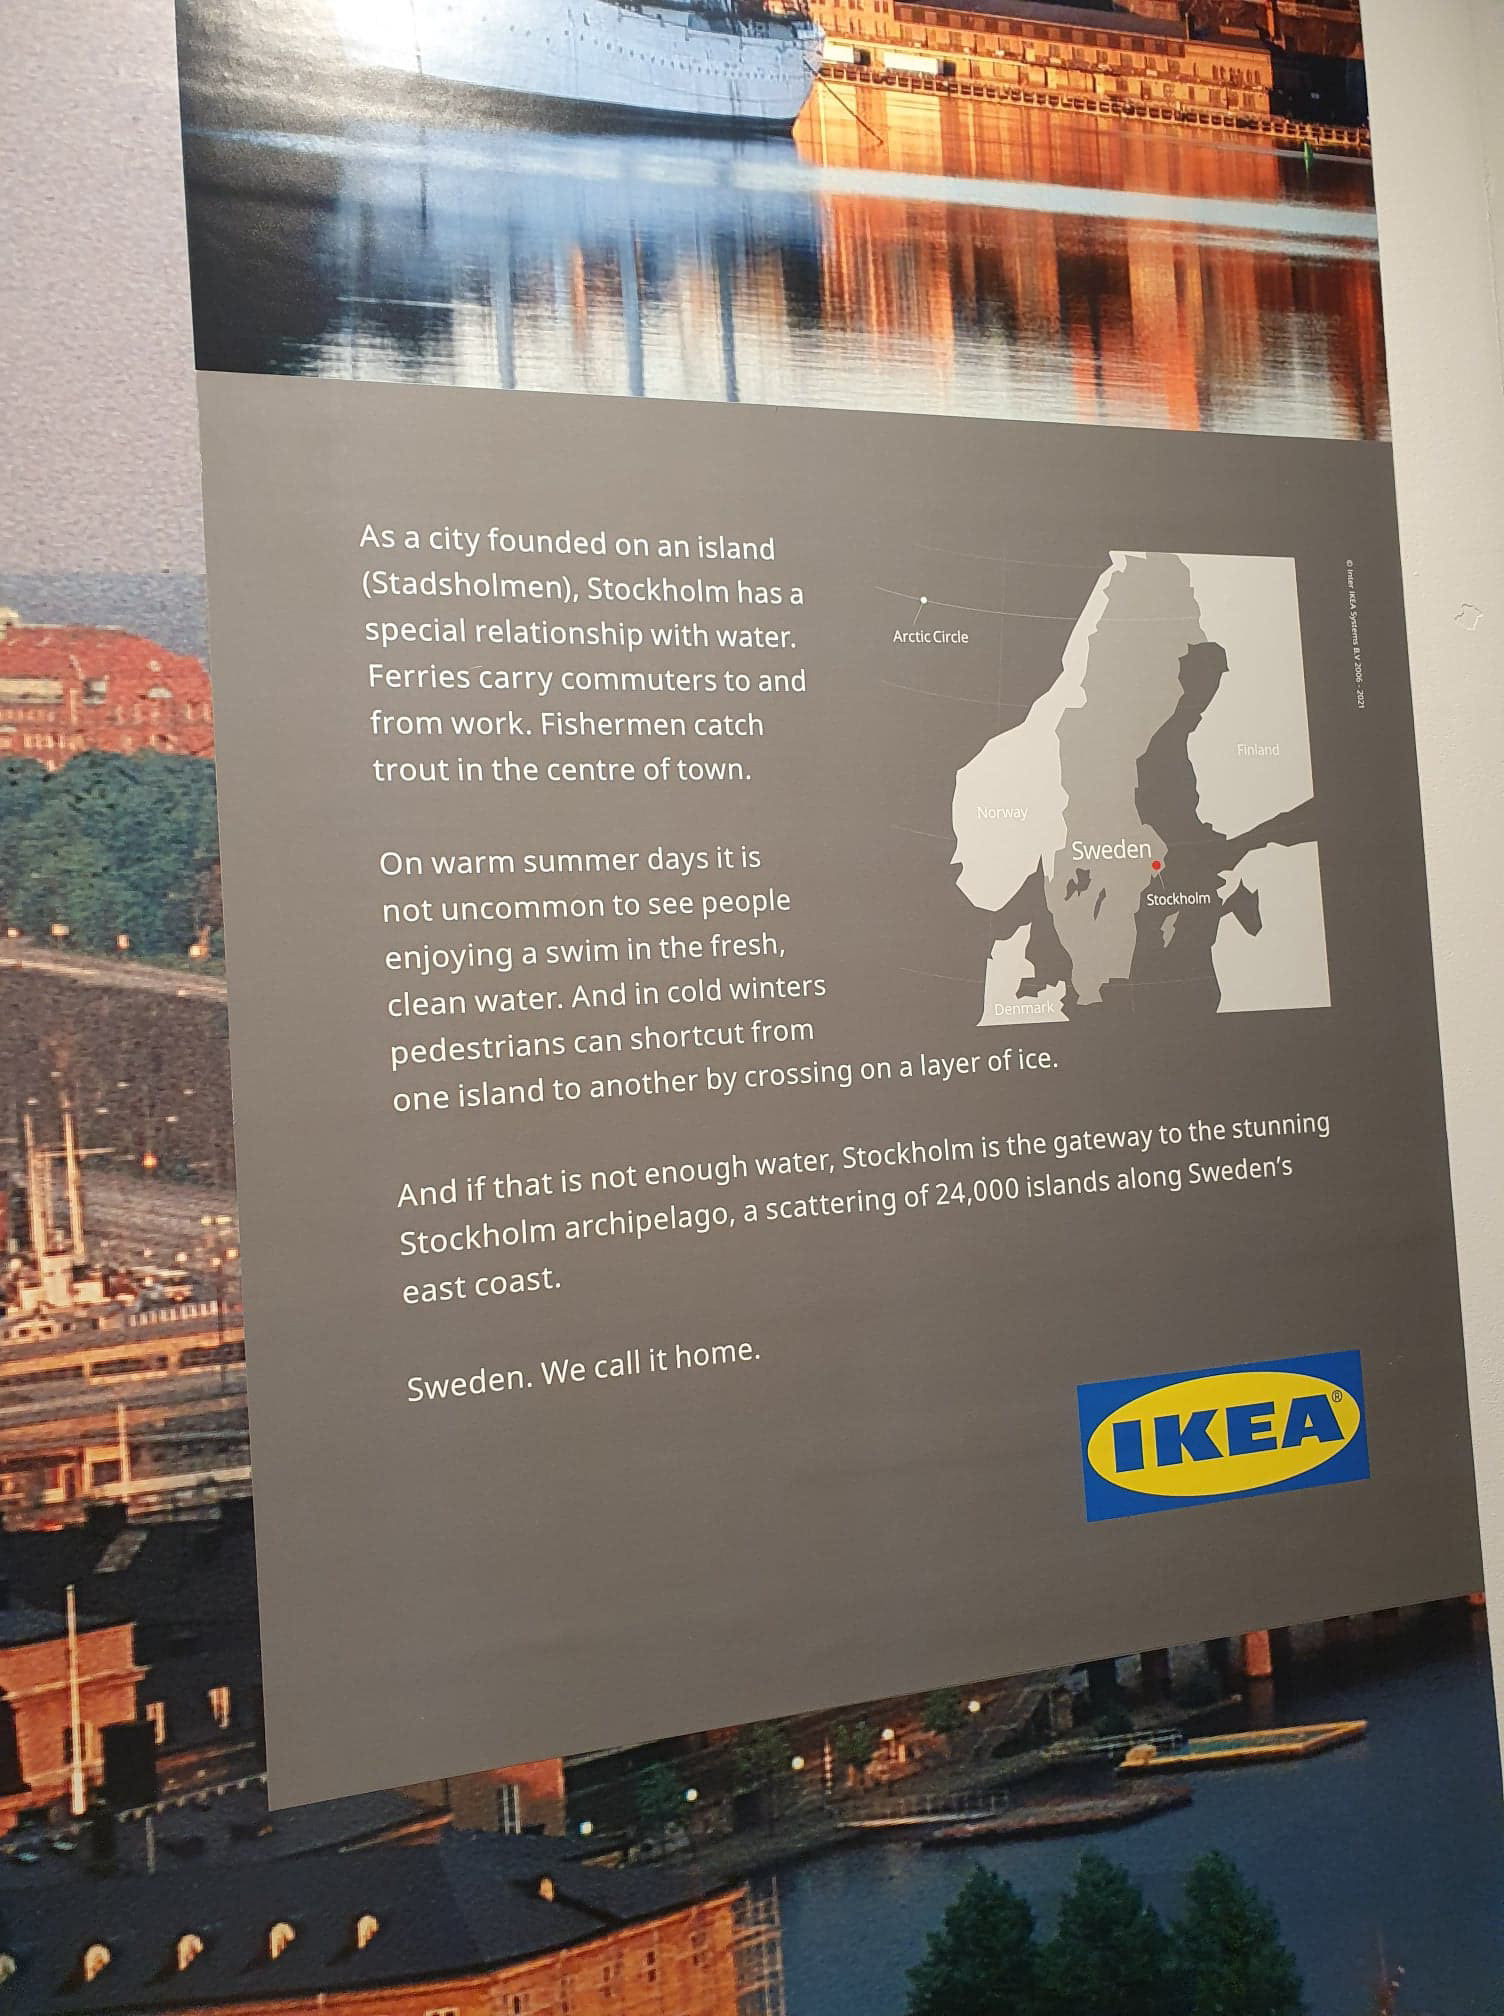 As a city founded on an island
(Stadsholmen), Stockholm has a
special relationship with water.
Ferries carry commuters to and
from work. Fishermen catch
trout in the centre of town.
On warm summer days it is
not uncommon to see people
enjoying a swim in the fresh,
clean water. And in cold winters
pedestrians can shortcut from
one island to another by crossing on a layer of ice.
And if that is not enough water, Stockholm is the gateway to the stunning
Stockholm archipelago, a scattering of 24,000 islands along Sweden's
east coast.
Sweden. We call it home.
Arctic Circle
Finland
Norway
Sweden
Stockholm
Denmark
© Inter IKEA Systems B.V 2006 - 2021
IKEA®